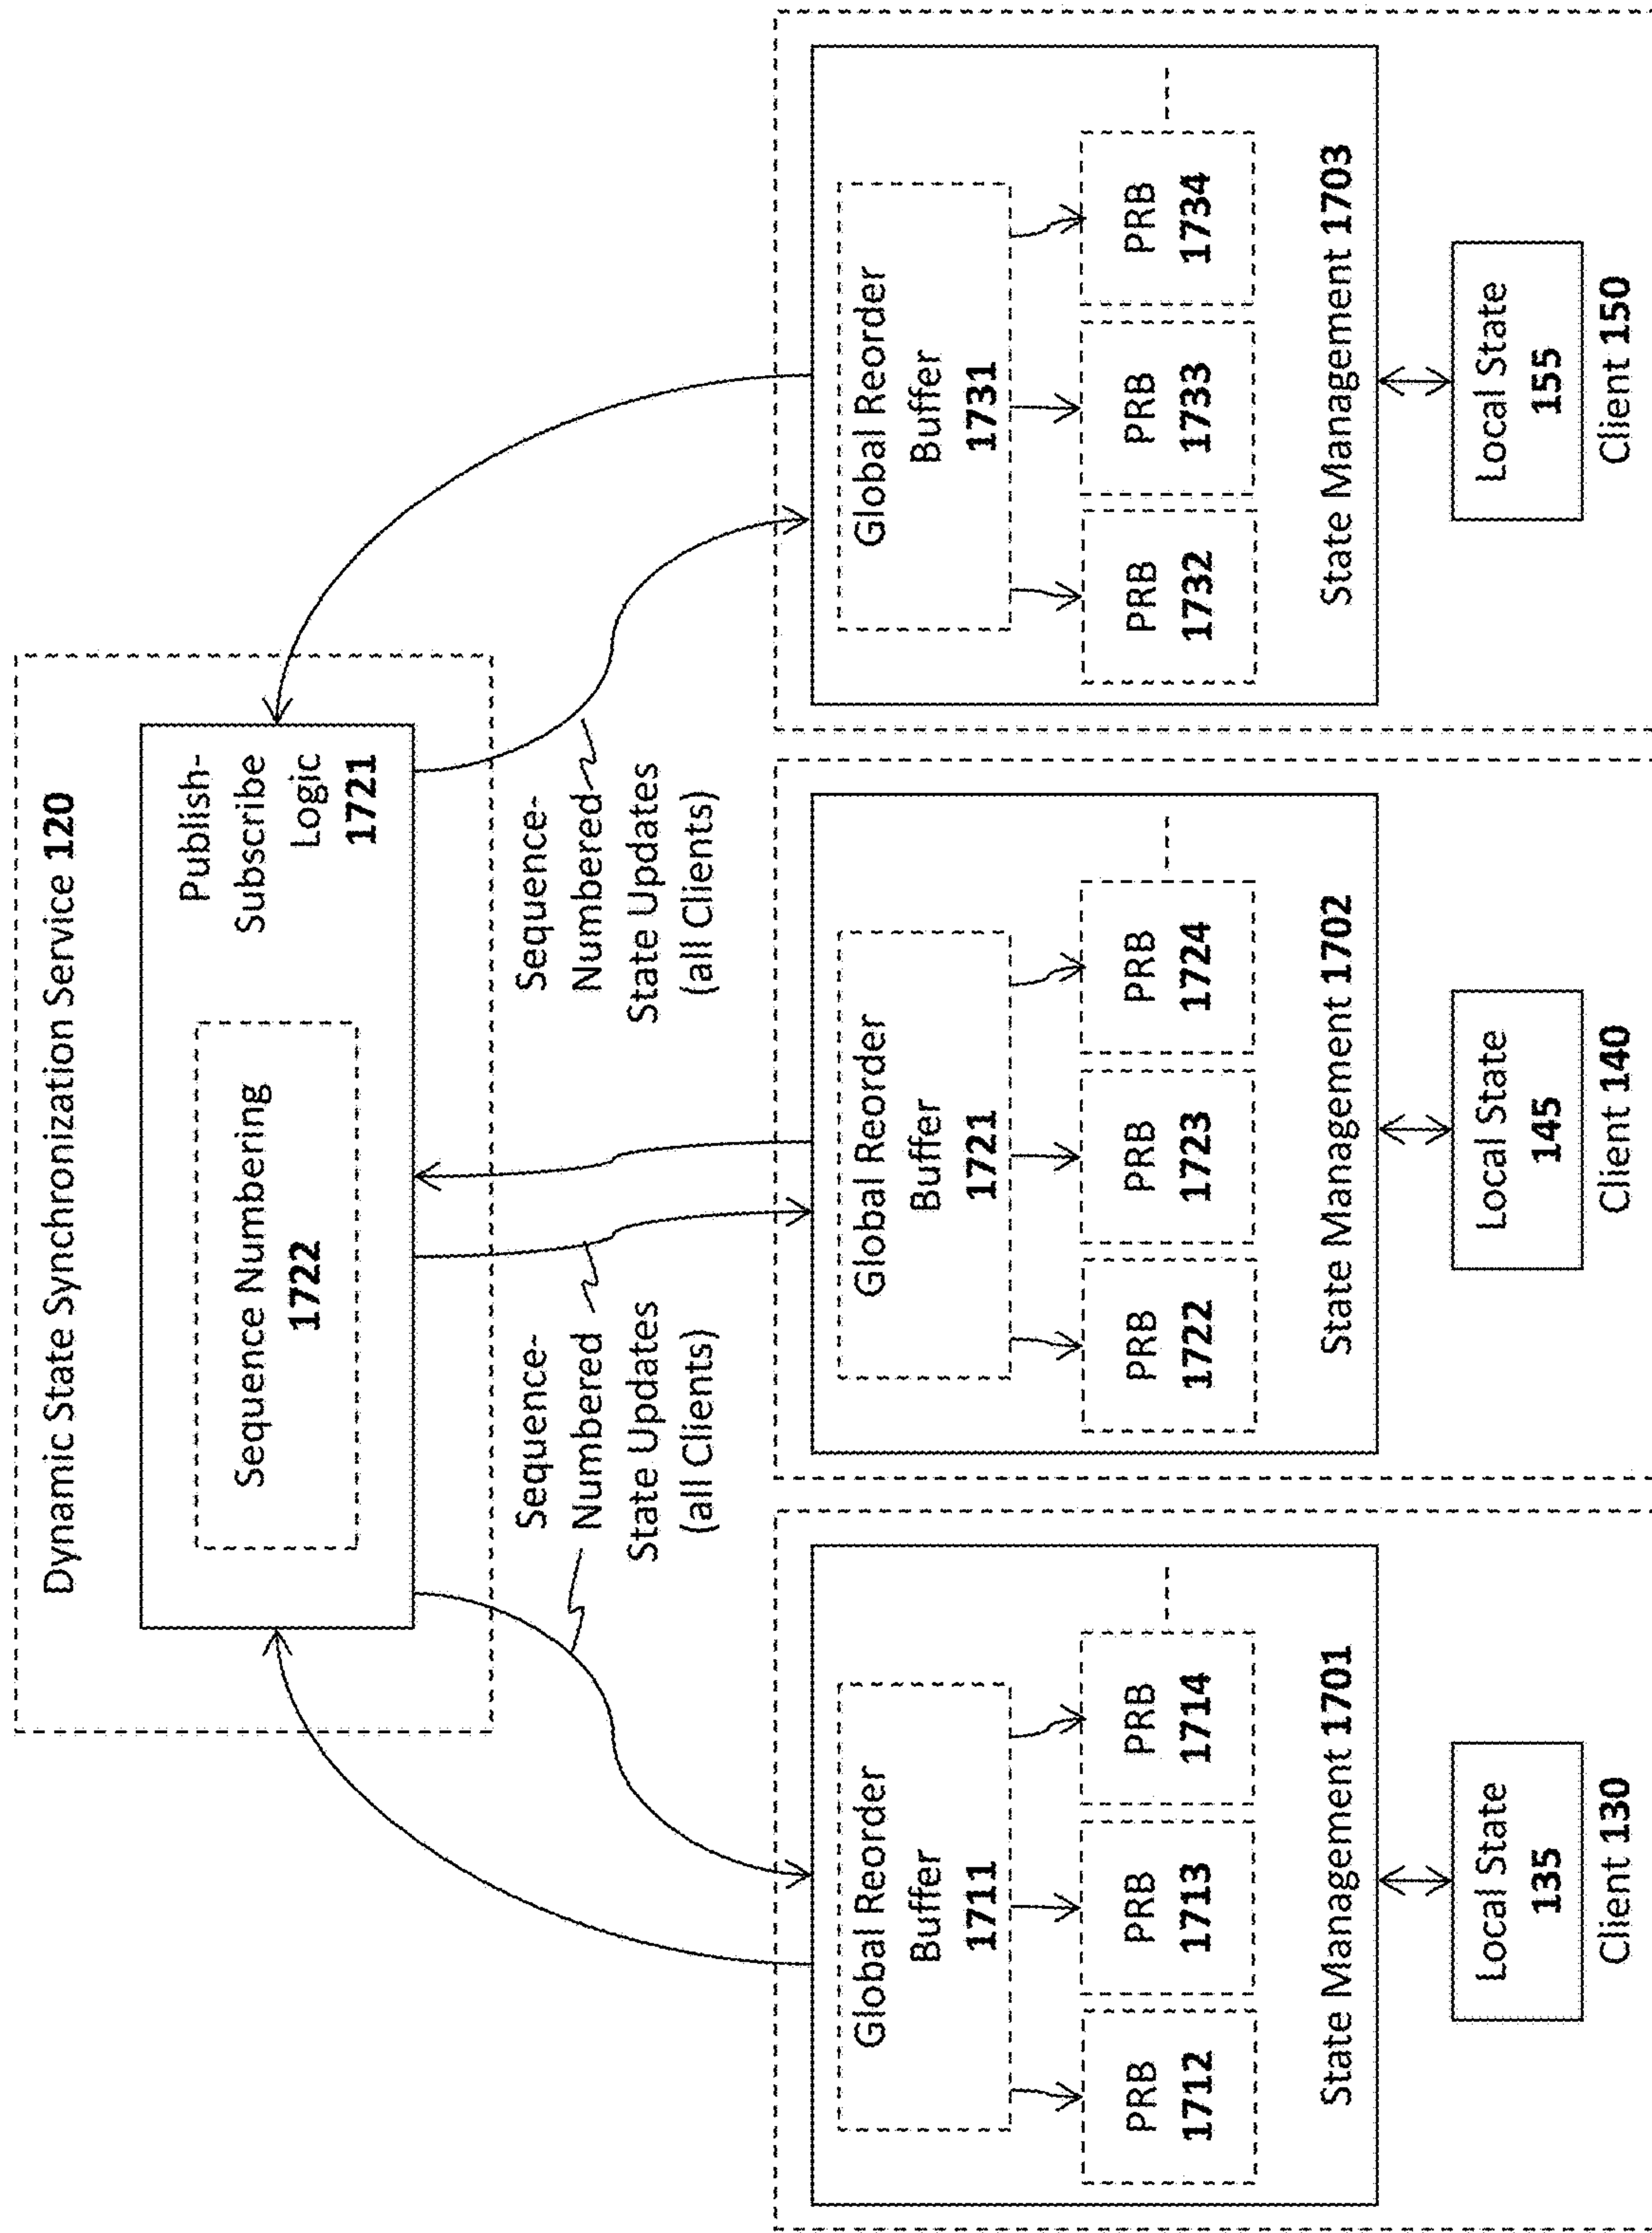 Dynamic State Synchronization Service 120
Sequence Numbering
1722
Publish-
Subscribe
Logic
1721
Sequence-
Numbered
State Updates
(all Clients)
Sequence-
Numbered
State Updates
(all Clients)
Global Reorder
Buffer
1711
PRB
1712
PRB
1713
PRB
1714
State Management 1701
Local State
135
Client 130
Global Reorder
Buffer
1721
PRB
1722
PRB
1723
PRB
1724
State Management 1702
Local State
145
Client 140
Global Reorder
Buffer
1731
PRB
1732
PRB
1733
PRB
1734
State Management 1703
Local State
155
Client 150